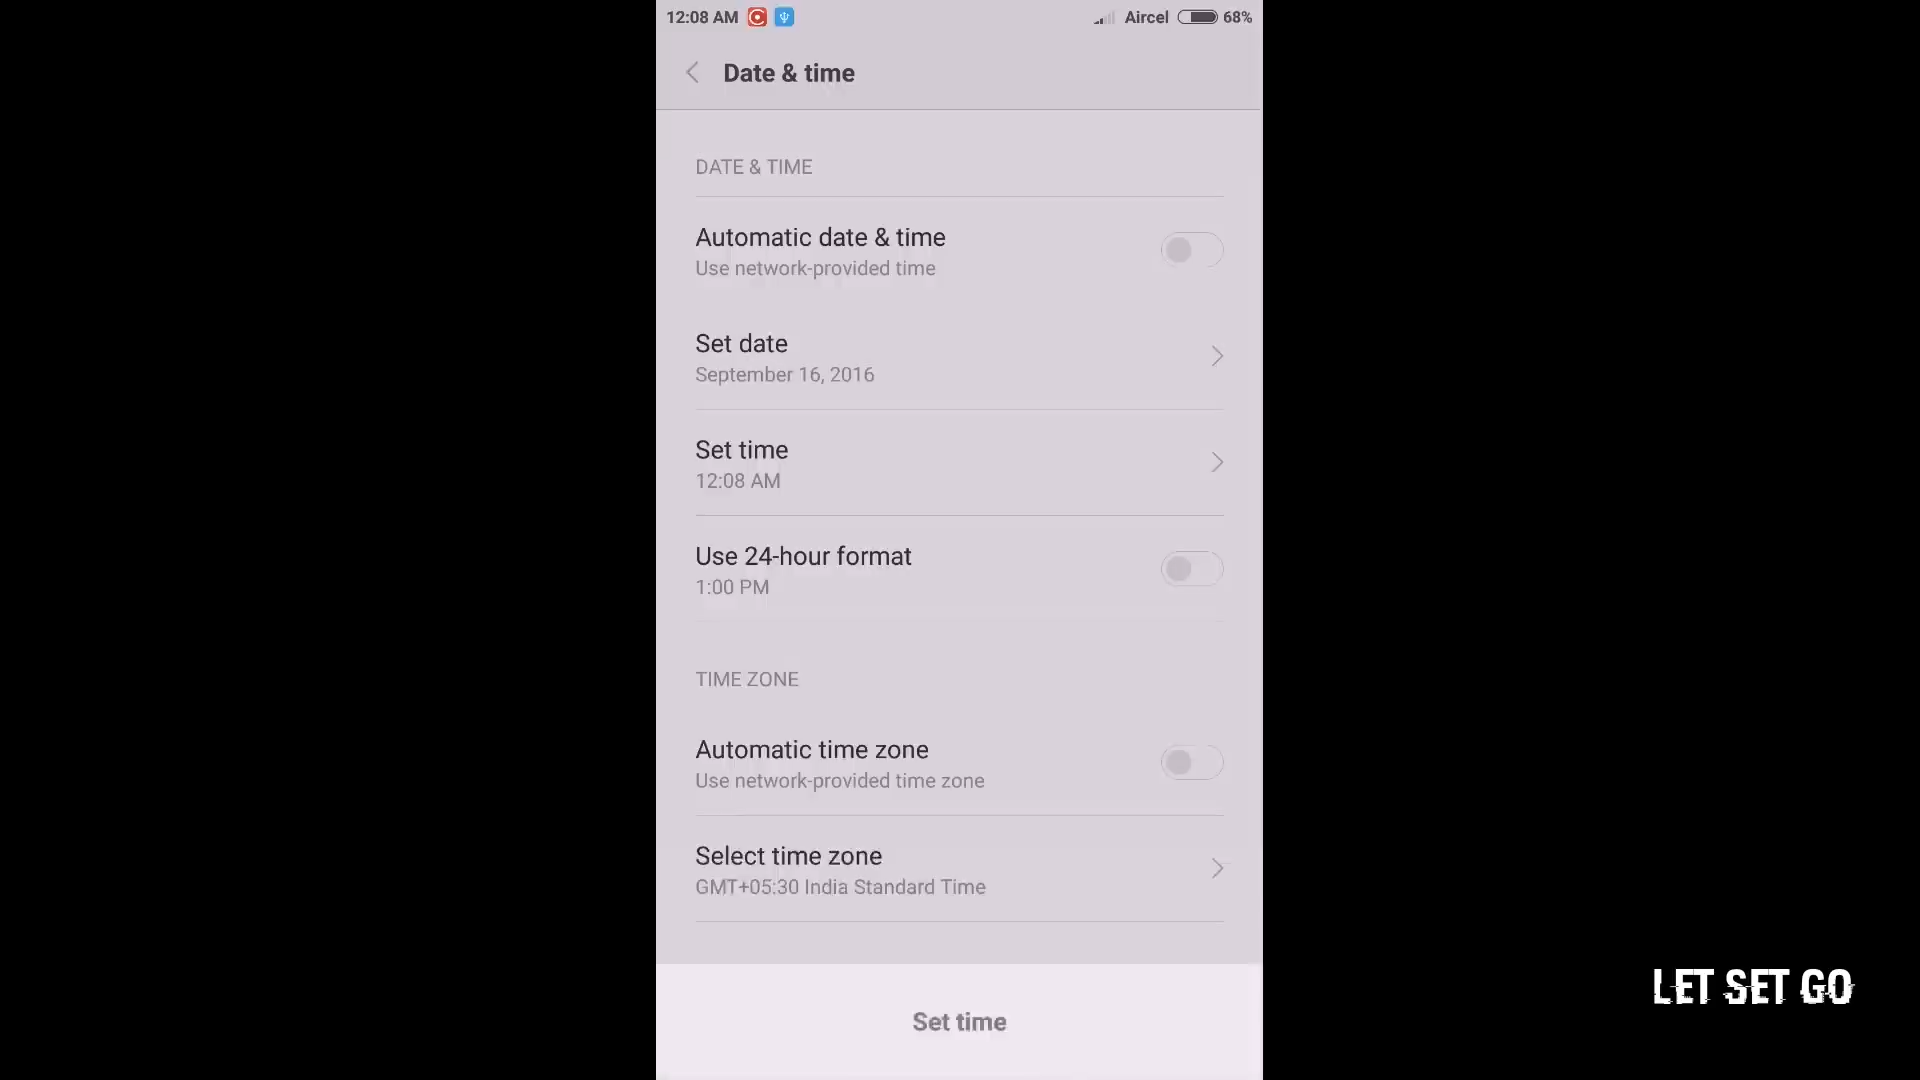 12:08 AM
Aircel 68%
Date & time
DATE & TIME
Automatic date & time
Use network-provided time
Set date
September 16, 2016
Set time
12:08 AM
Use 24-hour format
1:00 PM
TIME ZONE
Automatic time zone
Use network-provided time zone
Select time zone
GMT+05:30 India Standard Time
Set time
LET SET GO